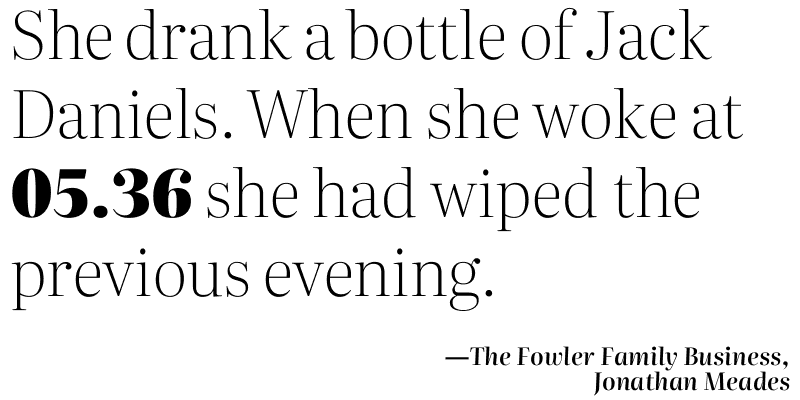 She drank a bottle of Jack
Daniels. When she woke at
05.36 she had wiped the
previous evening.
—The Fowler Family Business,
Jonathan Meades